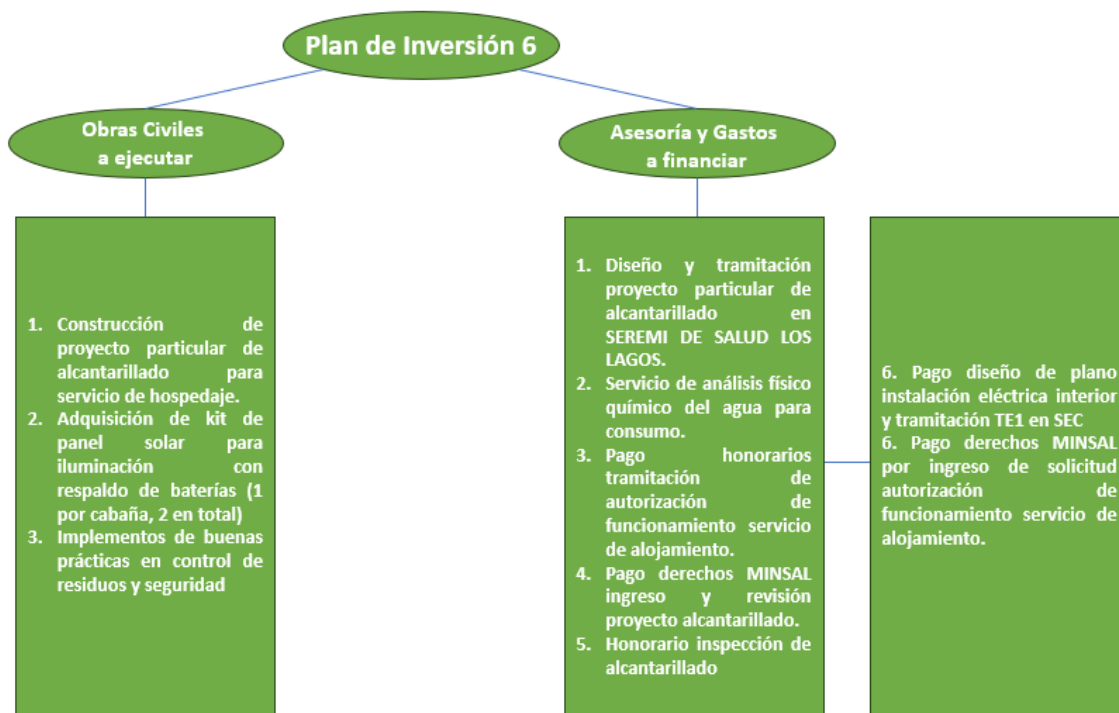 Plan de Inversión 6
Obras Civiles
a ejecutar
Asesoría y Gastos
a financiar
1. Construcción de
proyecto particular de
alcantarillado para
servicio de hospedaje.
2. Adquisición de kit de
panel solar para
iluminación con
respaldo de baterías (1
por cabaña, 2 en total)
3. Implementos de buenas
prácticas en control de
residuos y seguridad
1. Diseño y tramitación
proyecto particular de
alcantarillado en
SEREMI DE SALUD LOS
LAGOS.
2. Servicio de análisis físico
químico del agua para
consumo.
3. Pago honorarios
tramitación de
autorización de
funcionamiento servicio
de alojamiento.
4. Pago derechos MINSAL
ingreso y revisión
proyecto alcantarillado.
5. Honorario inspección de
alcantarillado
6. Pago diseño de plano
instalación eléctrica interior
y tramitación TE1 en SEC
6. Pago derechos MINSAL
por ingreso de solicitud
autorización de
funcionamiento servicio de
alojamiento.